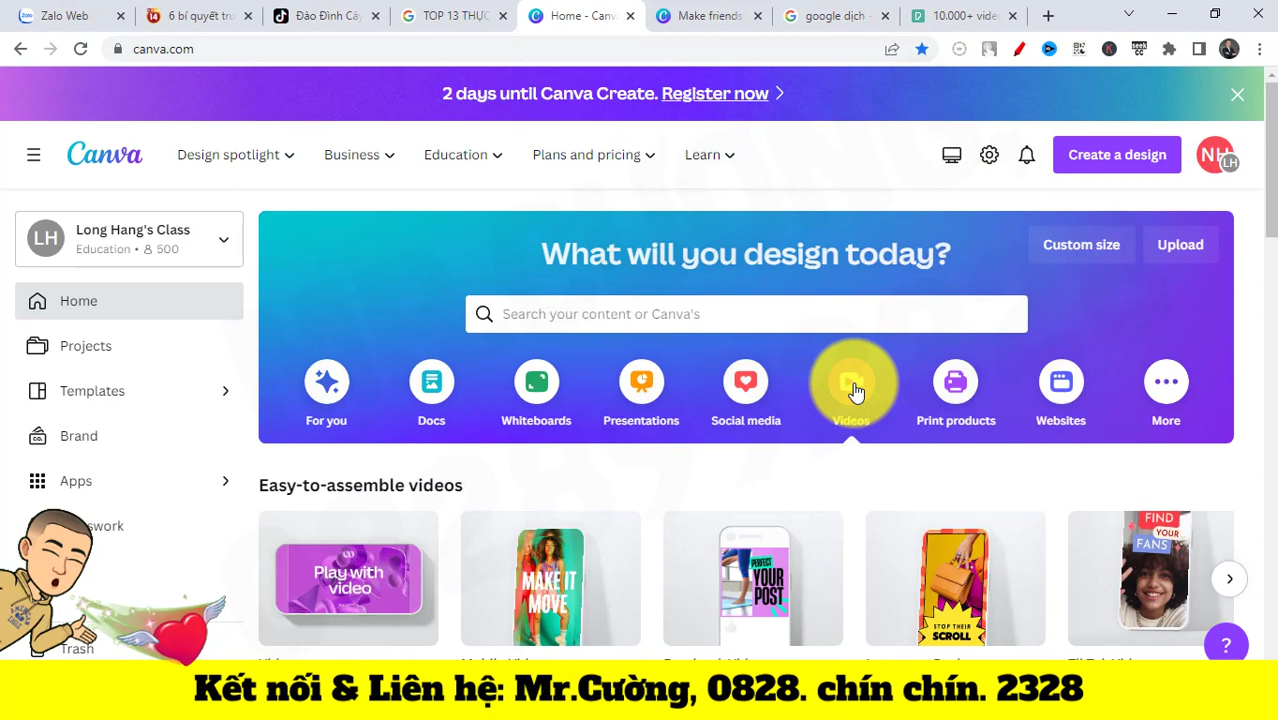 Zalo Web
6 bí quyết trư
Đào Đình Cây
TOP 13 THỰC
Home - Canva
Make friends
google dịch -
10.000+ video
canva.com
2 days until Canva Create. Register now
Canva
Design spotlight
Business
Education
Plans and pricing
Learn
Create a design
NH
LH
LH
Long Hang's Class
Education • 500
What will you design today?
Custom size
Upload
Search your content or Canva's
Home
Projects
Templates
Brand
Apps
Trash
For you
Docs
Whiteboards
Presentations
Social media
Videos
Print products
Websites
More
Easy-to-assemble videos
Play with
video
MAKE IT
MOVE
PERFECT
YOUR
POST
STOP THEIR
SCROLL
FIND
YOUR
FANS
?
Kết nối & Liên hệ: Mr.Cường, 0828. chín chín. 2328